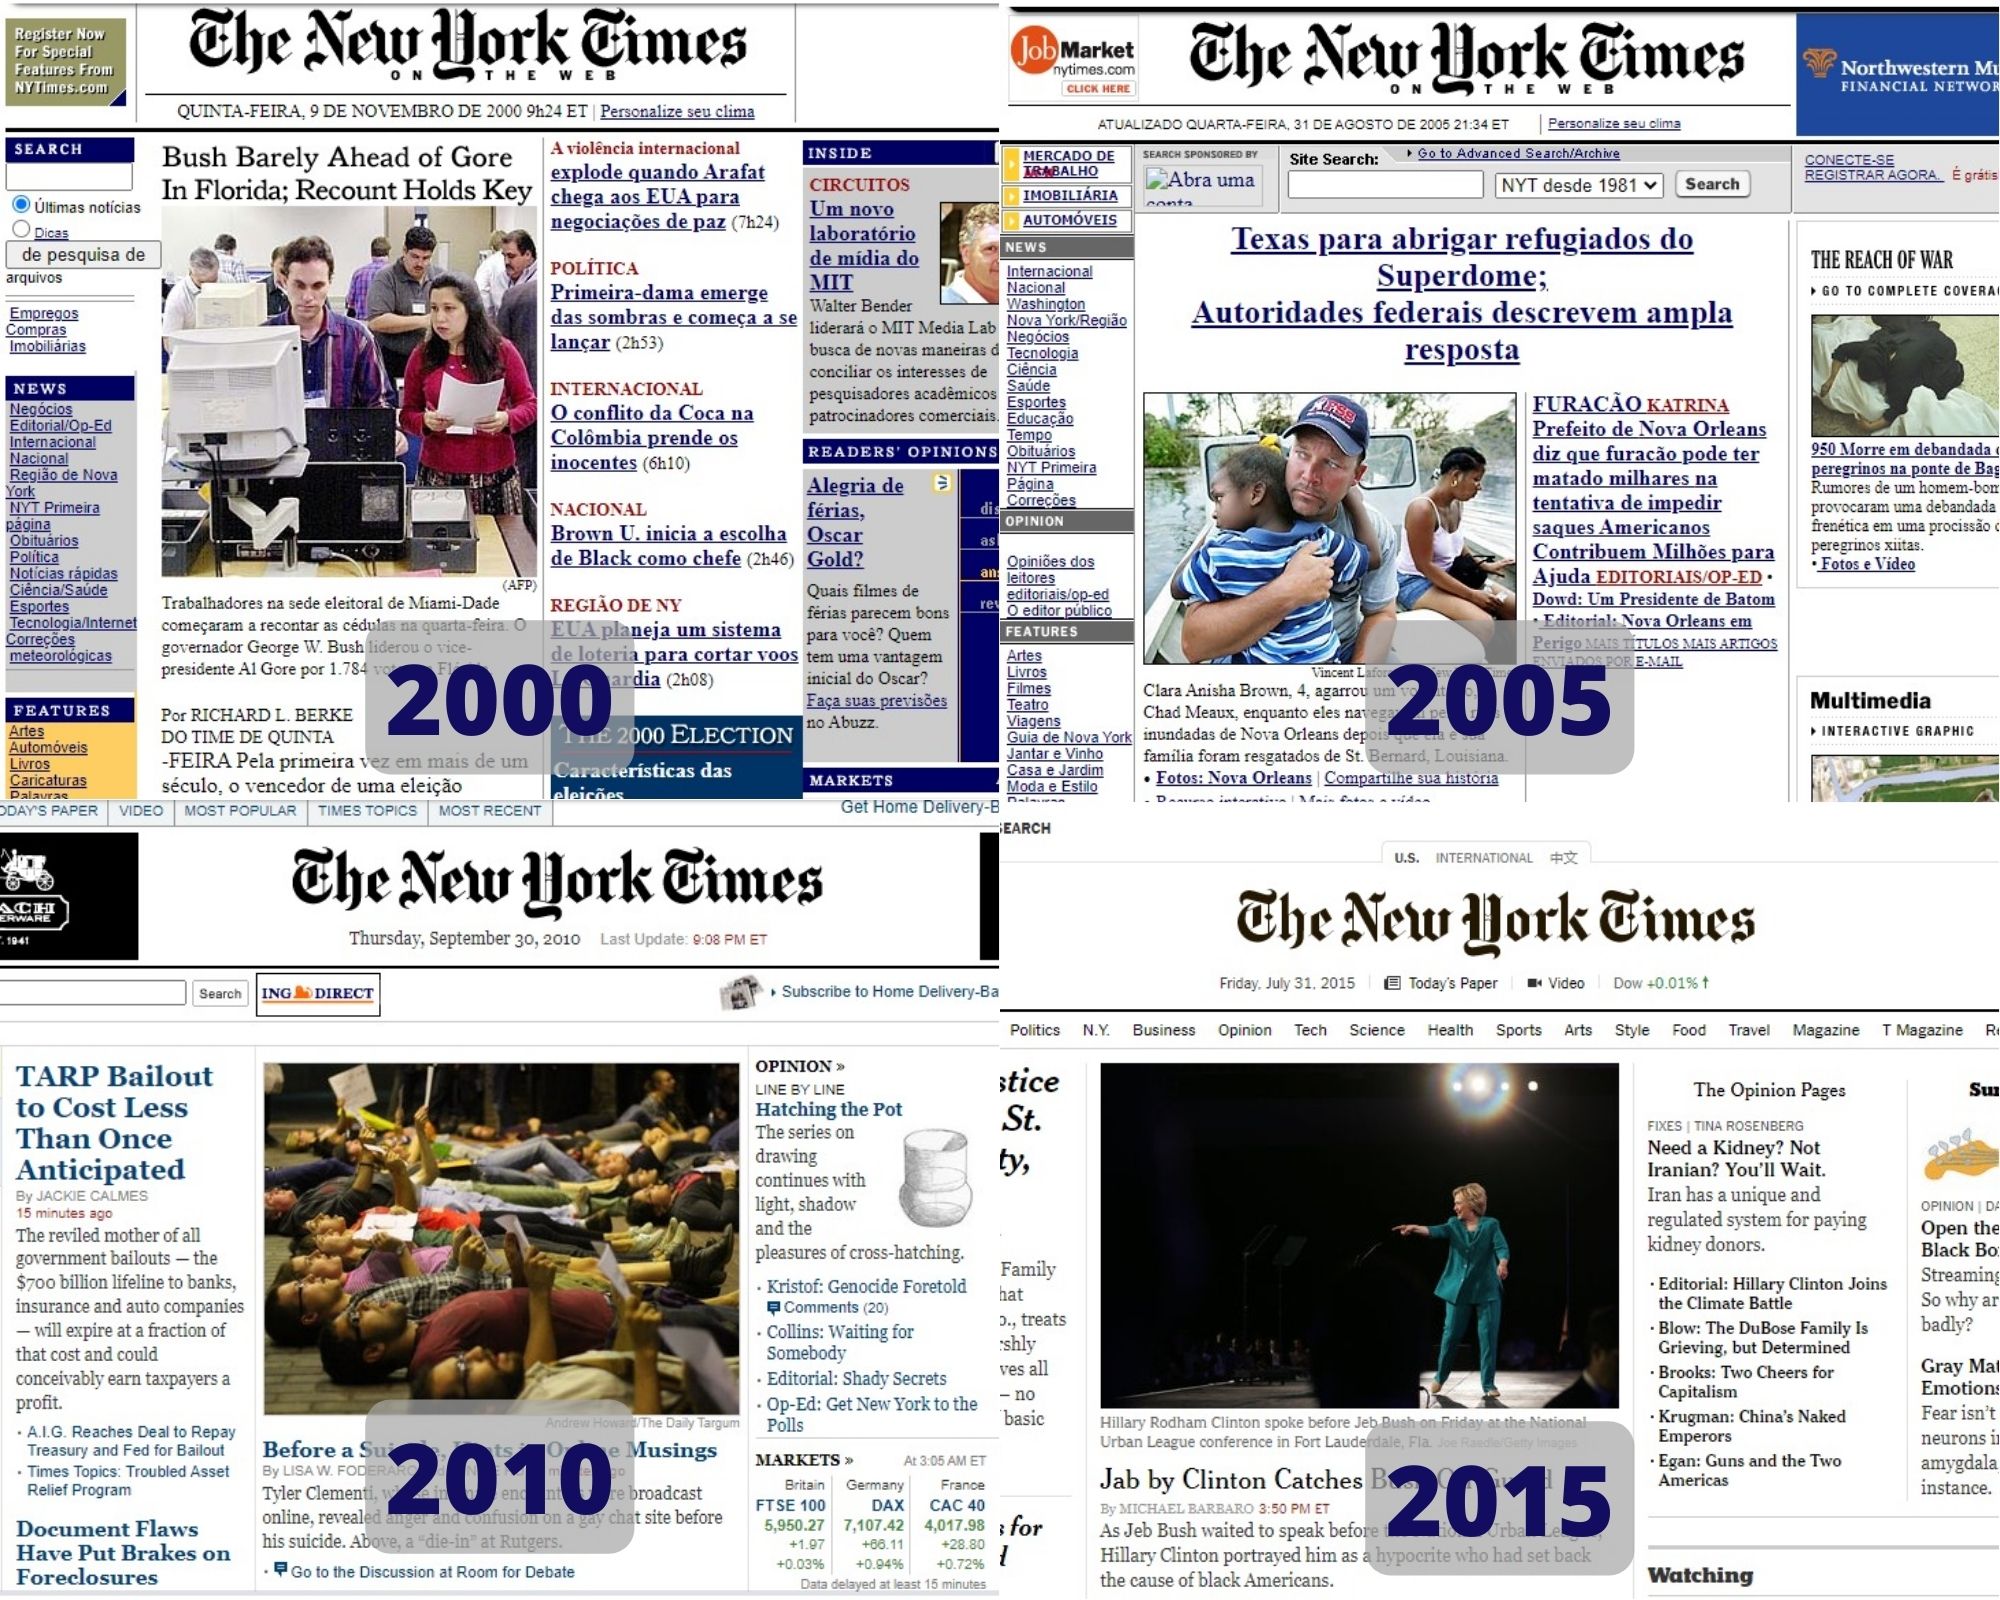 Register Now
For Special
Features From
NYTimes.com
The New York Times
ON THE WEB
QUINTA-FEIRA, 9 DE NOVEMBRO DE 2000 9h24 ET | Personalize seu clima
SEARCH
Últimas notícias
Dicas
de pesquisa de
arquivos
Empregos
Compras
Imobiliárias
NEWS
Negócios
Editorial/Op-Ed
Internacional
Nacional
Região de Nova
York
NYT Primeira
página
Obituários
Política
Notícias rápidas
Ciência/Saúde
Esportes
Tecnologia/Internet
Correções
meteorológicas
FEATURES
Artes
Automóveis
Livros
Caricaturas
Palavras
Bush Barely Ahead of Gore
In Florida; Recount Holds Key
(AFP)
Trabalhadores na sede eleitoral de Miami-Dade
começaram a recontar as cédulas na quarta-feira. O
governador George W. Bush liderou o vice-
presidente Al Gore por 1.784
Por RICHARD L. BERKE
DO TIME DE QUINTA
-FEIRA Pela primeira vez em mais de um
século, o vencedor de uma eleição
A violência internacional
explode quando Arafat
chega aos EUA para
negociações de paz (7h24)
POLÍTICA
Primeira-dama emerge
das sombras e começa a se
lançar (2h53)
INTERNACIONAL
O conflito da Coca na
Colômbia prende os
inocentes (6h10)
NACIONAL
Brown U. inicia a escolha
de Black como chefe (2h46)
REGIÃO DE NY
EUA planeja um sistema
de loteria para cortar voos
(2h08)
THE 2000 ELECTION
Características das
eleições
INSIDE
CIRCUITOS
Um novo
laboratório
de mídia do
MIT
Walter Bender
liderará o MIT Media Lab
busca de novas maneiras d
conciliar os interesses de
pesquisadores acadêmicos
patrocinadores comerciais.
READERS' OPINIONS
Alegria de
férias,
Oscar
Gold?
Quais filmes de
férias parecem bons
para você? Quem
tem uma vantagem
inicial do Oscar?
Faça suas previsões
no Abuzz.
dis
as
an
rev
MARKETS
2000
JobMarket
nytimes.com
CLICK HERE
The New York Times
ON THE WEB
Northwestern Mu
FINANCIAL NETWOR
ATUALIZADO QUARTA-FEIRA, 31 DE AGOSTO DE 2005 21:34 ET | Personalize seu clima
MERCADO DE
TRABALHO
IMOBILIÁRIA
AUTOMÓVEIS
SEARCH SPONSORED BY
Abra uma
conta
Site Search:
Go to Advanced Search/Archive
NYT desde 1981
Search
CONECTE-SE
REGISTRAR AGORA. É grátis
NEWS
Internacional
Nacional
Washington
Nova York/Região
Negócios
Tecnologia
Ciência
Saúde
Esportes
Educação
Tempo
Obituários
NYT Primeira
Página
Correções
OPINION
Opiniões dos
leitores
editoriais/op-ed
O editor público
FEATURES
Artes
Livros
Filmes
Teatro
Viagens
Guia de Nova York
Jantar e Vinho
Casa e Jardim
Moda e Estilo
Palavras
Texas para abrigar refugiados do
Superdome;
Autoridades federais descrevem ampla
resposta
Vincent
Clara Anisha Brown, 4, agarrou um
Chad Meaux, enquanto eles
inundadas de Nova Orleans depois que ela e sua
família foram resgatados de St. Bernard, Louisiana.
• Fotos: Nova Orleans | Compartilhe sua história
• Recurso interativo | Mais fotos e vídeo
FURACÃO KATRINA
Prefeito de Nova Orleans
diz que furacão pode ter
matado milhares na
tentativa de impedir
saques Americanos
Contribuem Milhões para
Ajuda EDITORIAIS/OP-ED •
Dowd: Um Presidente de Batom
• Editorial: Nova Orleans em
Perigo MAIS TÍTULOS MAIS ARTIGOS
ENVIADOS POR E-MAIL
THE REACH OF WAR
GO TO COMPLETE COVERA
950 Morre em debandada
peregrinos na ponte de Bag
Rumores de um homem-bom
provocaram uma debandada
frenética em uma procissão
peregrinos xiitas.
• Fotos e Vídeo
Multimedia
INTERACTIVE GRAPHIC
2005
ODAY'S PAPER
VIDEO
MOST POPULAR
TIMES TOPICS
MOST RECENT
Get Home Delivery-B
ACH
ERWARE
. 1941
The New York Times
Thursday, September 30, 2010 Last Update: 9:08 PM ET
Search
ING DIRECT
Subscribe to Home Delivery-Ba
TARP Bailout
to Cost Less
Than Once
Anticipated
By JACKIE CALMES
15 minutes ago
The reviled mother of all
government bailouts — the
$700 billion lifeline to banks,
insurance and auto companies
— will expire at a fraction of
that cost and could
conceivably earn taxpayers a
profit.
· A.I.G. Reaches Deal to Repay
Treasury and Fed for Bailout
· Times Topics: Troubled Asset
Relief Program
Document Flaws
Have Put Brakes on
Foreclosures
Andrew Howard/The Daily Targum
Before a Suicide, Hints in Online Musings
By LISA W. FODERARO
Tyler Clementi, broadcast
online, revealed anger and confusion on a gay chat site before
his suicide. Above, a “die-in” at Rutgers.
· Go to the Discussion at Room for Debate
OPINION »
LINE BY LINE
Hatching the Pot
The series on
drawing
continues with
light, shadow
and the
pleasures of cross-hatching.
· Kristof: Genocide Foretold
Comments (20)
· Collins: Waiting for
Somebody
· Editorial: Shady Secrets
· Op-Ed: Get New York to the
Polls
MARKETS » At 3:05 AM ET
Britain Germany France
FTSE 100 DAX CAC 40
5,950.27 7,107.42 4,017.98
+1.97 +66.11 +28.80
+0.03% +0.94% +0.72%
Data delayed at least 15 minutes
2010
EARCH
U.S. INTERNATIONAL 中文
The New York Times
Friday, July 31, 2015 Today's Paper Video Dow +0.01%↑
Politics N.Y. Business Opinion Tech Science Health Sports Arts Style Food Travel Magazine T Magazine Re
stice
St.
ty,
Family
hat
o., treats
rshly
ves all
– no
basic
s for
d
Hillary Rodham Clinton spoke before Jeb Bush on Friday at the National
Urban League conference in Fort Lauderdale, Fla. Joe Raedle/Getty Images
Jab by Clinton Catches Bush Off Guard
By MICHAEL BARBARO 3:50 PM ET
As Jeb Bush waited to speak before the National Urban League,
Hillary Clinton portrayed him as a hypocrite who had set back
the cause of black Americans.
The Opinion Pages
FIXES | TINA ROSENBERG
Need a Kidney? Not
Iranian? You'll Wait.
Iran has a unique and
regulated system for paying
kidney donors.
· Editorial: Hillary Clinton Joins
the Climate Battle
· Blow: The DuBose Family Is
Grieving, but Determined
· Brooks: Two Cheers for
Capitalism
· Krugman: China's Naked
Emperors
· Egan: Guns and the Two
Americas
Watching
Sun
OPINION | DA
Open the
Black Bo
Streaming
So why ar
badly?
Gray Mat
Emotions
Fear isn't
neurons in
amygdala,
instance.
2015